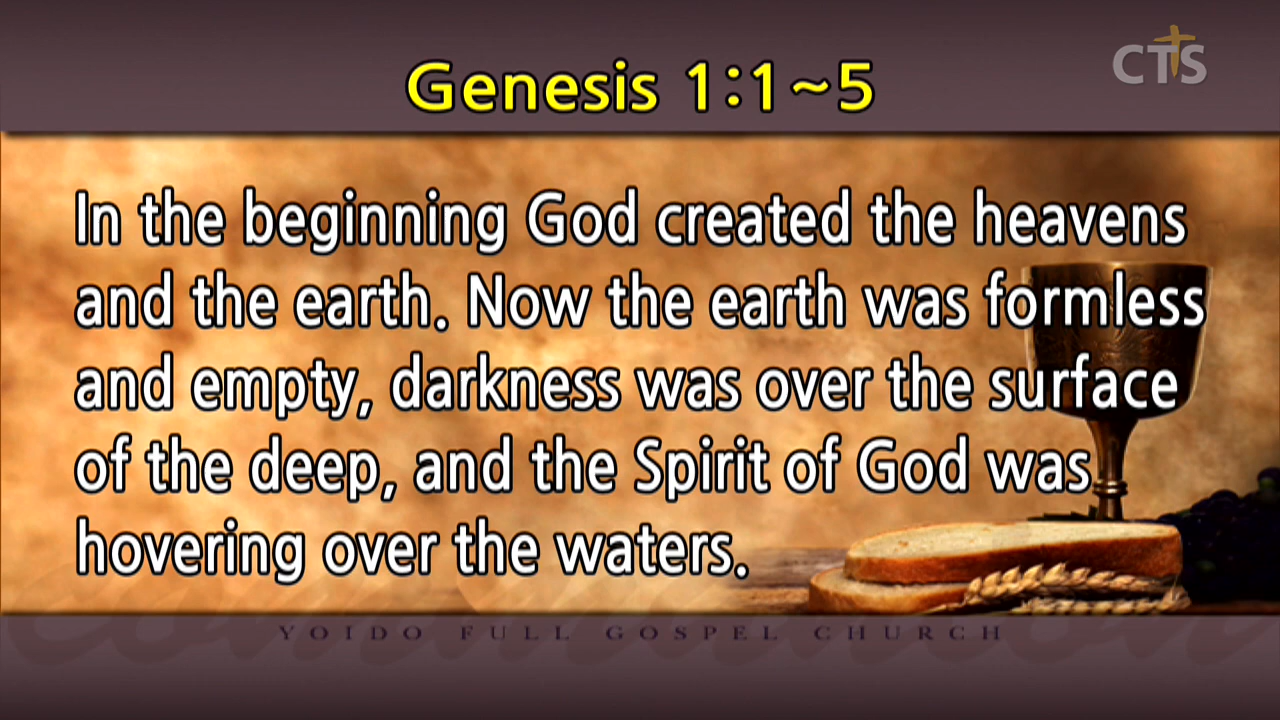 Genesis 1:1~5
CTS
In the beginning God created the heavens
and the earth. Now the earth was formless
and empty, darkness was over the surface
of the deep, and the Spirit of God was
hovering over the waters.
YOIDO FULL GOSPEL CHURCH
communion